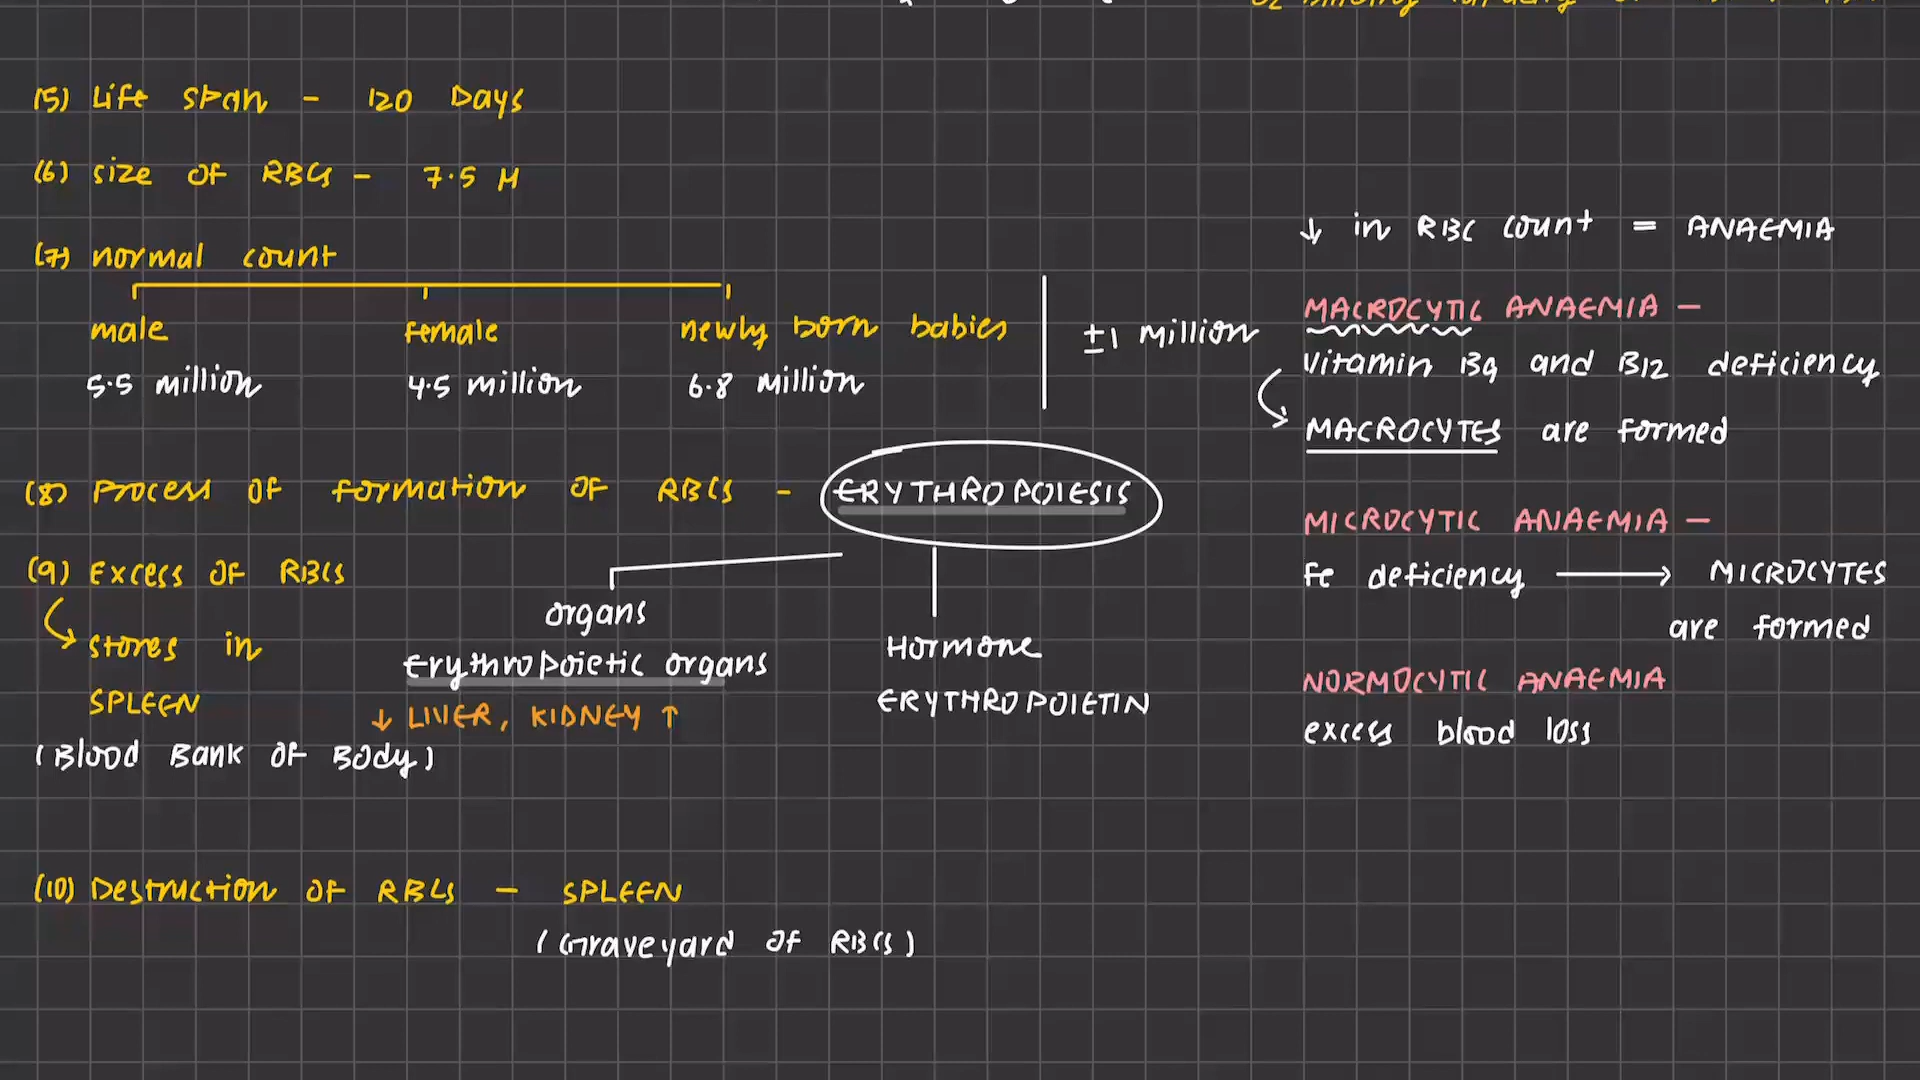 (5) Life span - 120 Days
(6) size of RBCs - 7.5 μ
(7) normal count
male female newly born babies
5.5 million 4.5 million 6.8 million
±1 million
(8) Process of formation of RBCs - ERYTHROPOIESIS
organs
Erythropoietic organs
↓ LIVER, KIDNEY ↑
Hormone
ERYTHROPOIETIN
(9) Excess of RBCs
stores in
SPLEEN
(Blood Bank of Body)
(10) Destruction of RBCs - SPLEEN
(Graveyard of RBCs)
↓ in RBC count = ANAEMIA
MACROCYTIC ANAEMIA -
Vitamin B9 and B12 deficiency
MACROCYTES are formed
MICROCYTIC ANAEMIA -
Fe deficiency → MICROCYTES
are formed
NORMOCYTIC ANAEMIA
excess blood loss